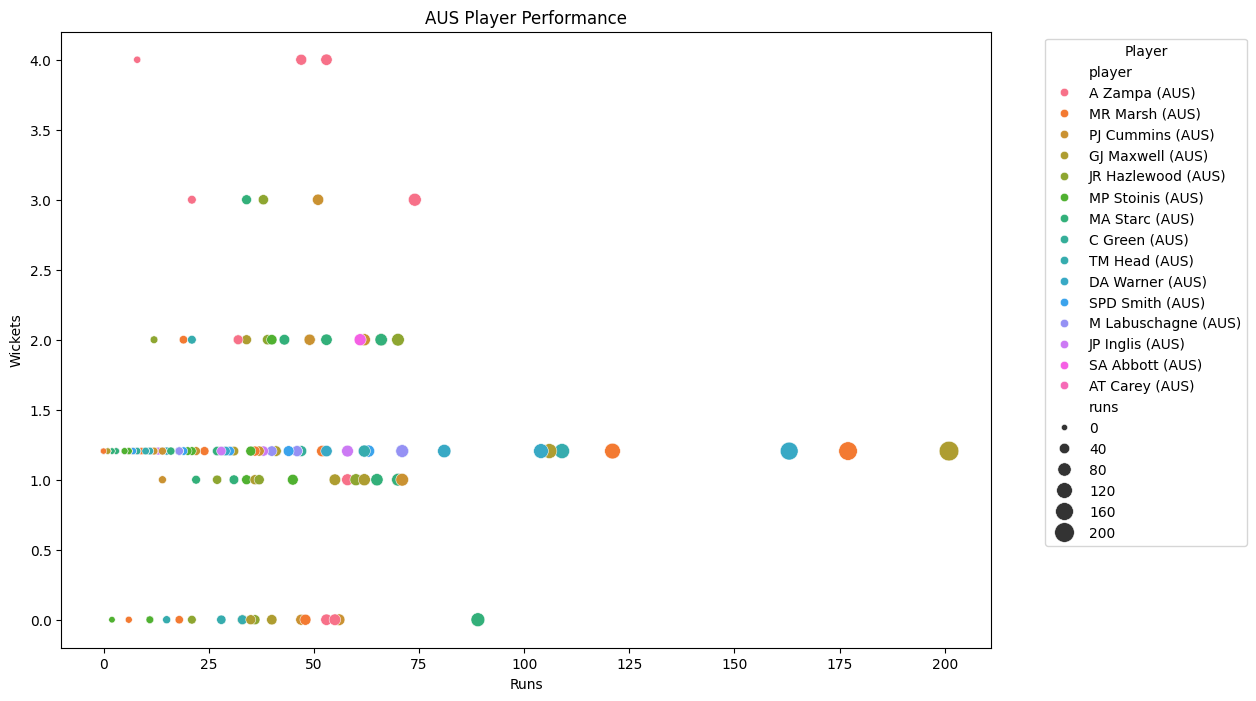 AUS Player Performance
4.0
3.5
3.0
2.5
2.0
1.5
1.0
0.5
0.0
Wickets
0
25
50
75
100
125
150
175
200
Runs
Player
player
A Zampa (AUS)
MR Marsh (AUS)
PJ Cummins (AUS)
GJ Maxwell (AUS)
JR Hazlewood (AUS)
MP Stoinis (AUS)
MA Starc (AUS)
C Green (AUS)
TM Head (AUS)
DA Warner (AUS)
SPD Smith (AUS)
M Labuschagne (AUS)
JP Inglis (AUS)
SA Abbott (AUS)
AT Carey (AUS)
runs
0
40
80
120
160
200